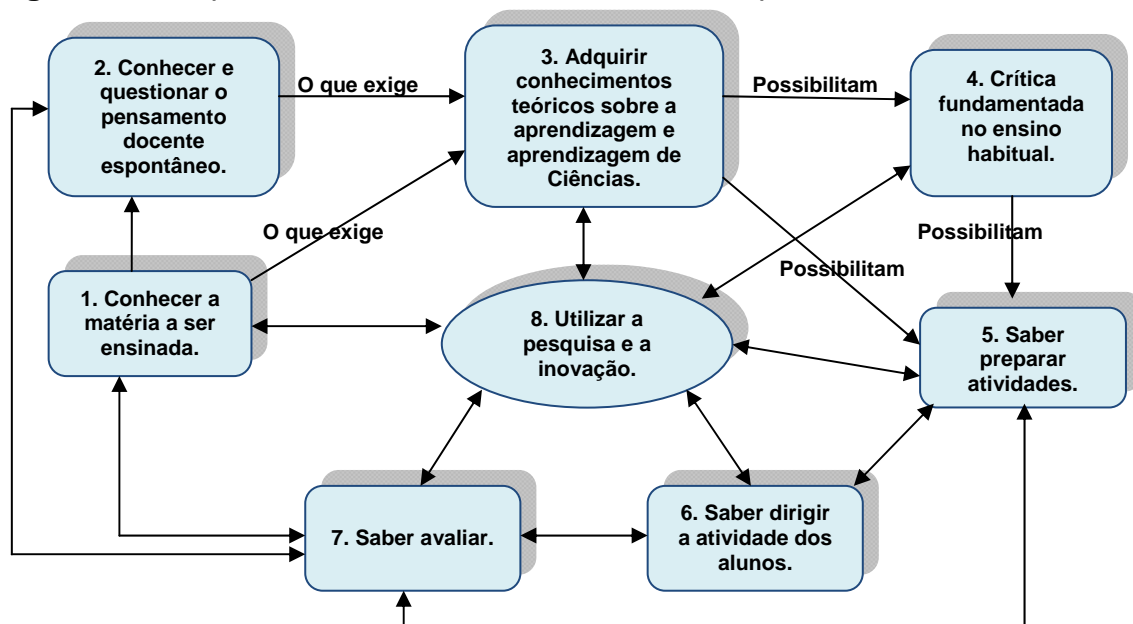 2. Conhecer e
questionar o
pensamento
docente
espontâneo.
O que exige
3. Adquirir
conhecimentos
teóricos sobre a
aprendizagem e
aprendizagem de
Ciências.
Possibilitam
4. Crítica
fundamentada
no ensino
habitual.
O que exige
Possibilitam
Possibilitam
1. Conhecer a
matéria a ser
ensinada.
8. Utilizar a
pesquisa e a
inovação.
5. Saber
preparar
atividades.
7. Saber avaliar.
6. Saber dirigir
a atividade dos
alunos.